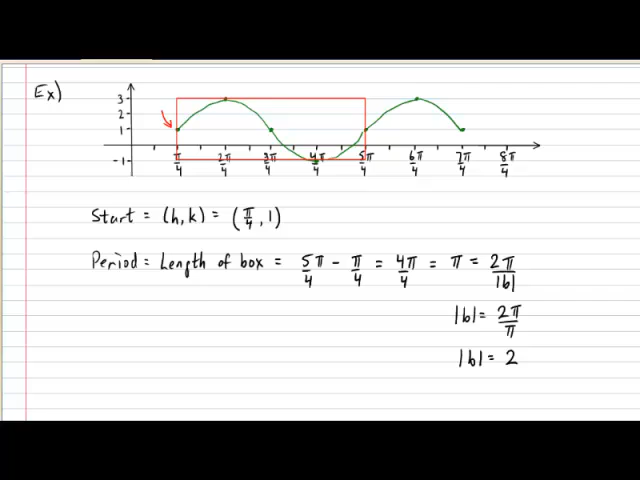 Ex)
3
2
1
-1
π/4 2π/4 3π/4 4π/4 5π/4 6π/4 7π/4 8π/4
Start = (h,k) = (π/4, 1)
Period = Length of box = 5π/4 - π/4 = 4π/4 = π = 2π/|b|
|b| = 2π/π
|b| = 2